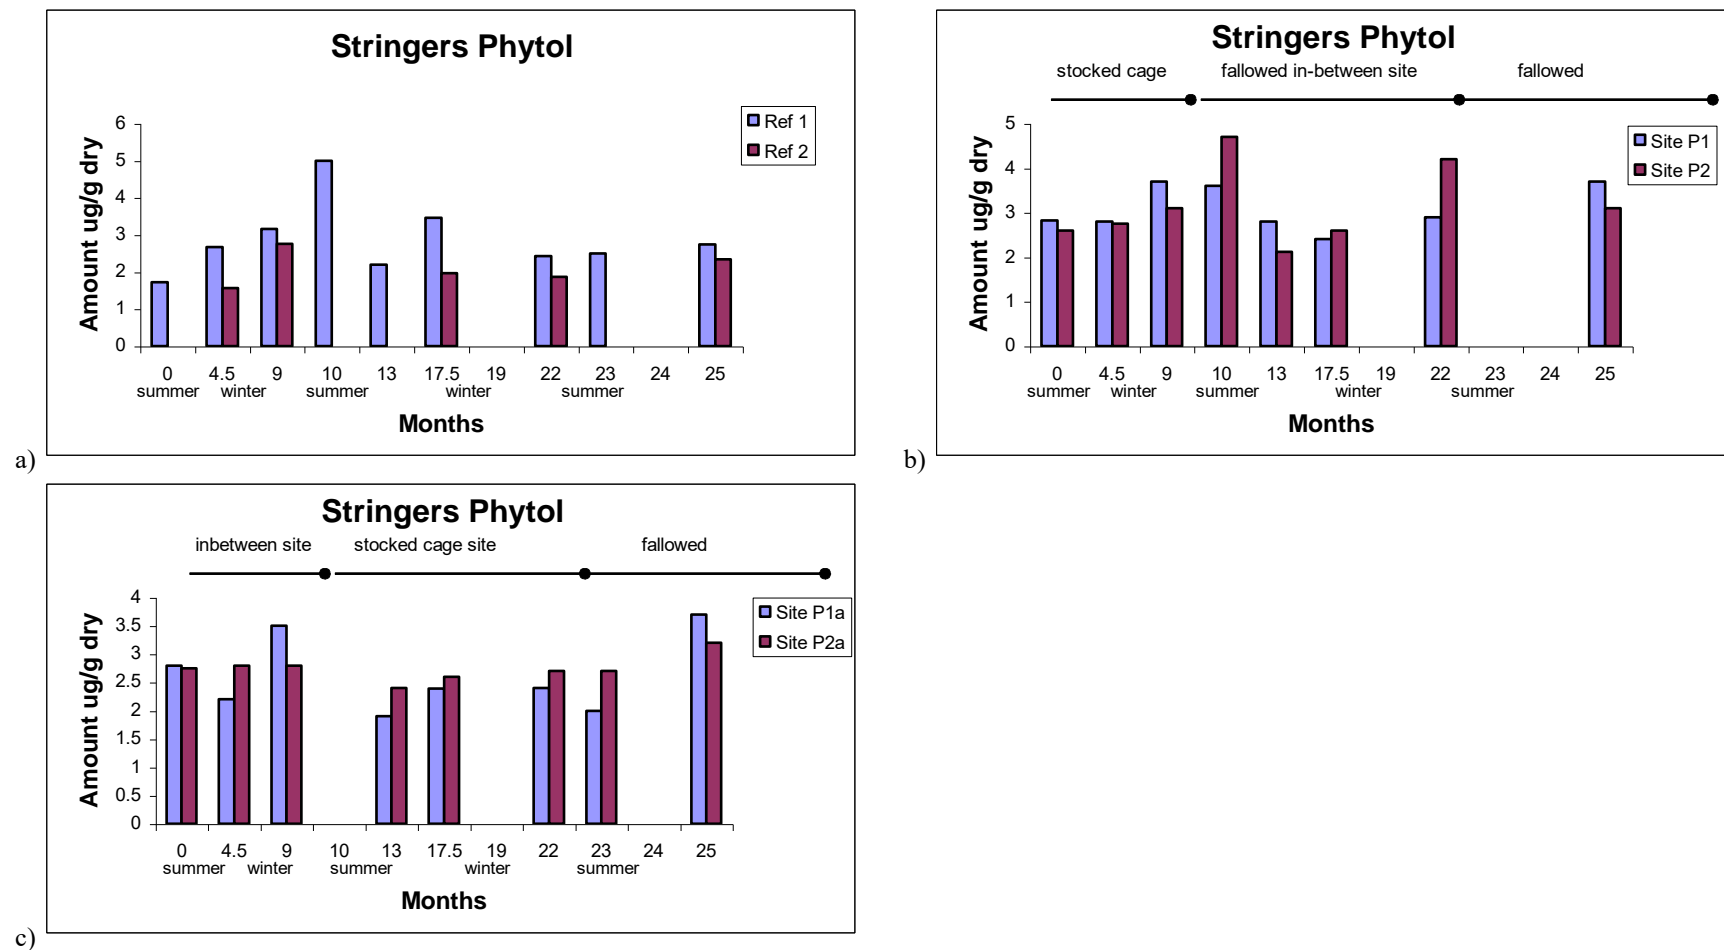 Stringers Phytol
Amount ug/g dry
6
5
4
3
2
1
0
Ref 1
Ref 2
0 4.5 9 10 13 17.5 19 22 23 24 25
summer winter summer winter summer
Months
a)
Stringers Phytol
stocked cage fallowed in-between site fallowed
Amount ug/g dry
5
4
3
2
1
0
Site P1
Site P2
0 4.5 9 10 13 17.5 19 22 23 24 25
summer winter summer winter summer
Months
b)
Stringers Phytol
inbetween site stocked cage site fallowed
Amount ug/g dry
4
3.5
3
2.5
2
1.5
1
0.5
0
Site P1a
Site P2a
0 4.5 9 10 13 17.5 19 22 23 24 25
summer winter summer winter summer
Months
c)